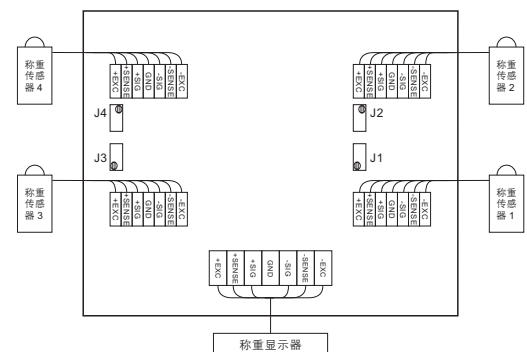 称重
传感
器 4
+EXC
+SENSE
+SIG
GND
-SIG
-SENSE
-EXC
+EXC
+SENSE
+SIG
GND
-SIG
-SENSE
-EXC
称重
传感
器 2
J4
J2
J3
J1
称重
传感
器 3
+EXC
+SENSE
+SIG
GND
-SIG
-SENSE
-EXC
+EXC
+SENSE
+SIG
GND
-SIG
-SENSE
-EXC
称重
传感
器 1
+EXC
+SENSE
+SIG
GND
-SIG
-SENSE
-EXC
称重显示器